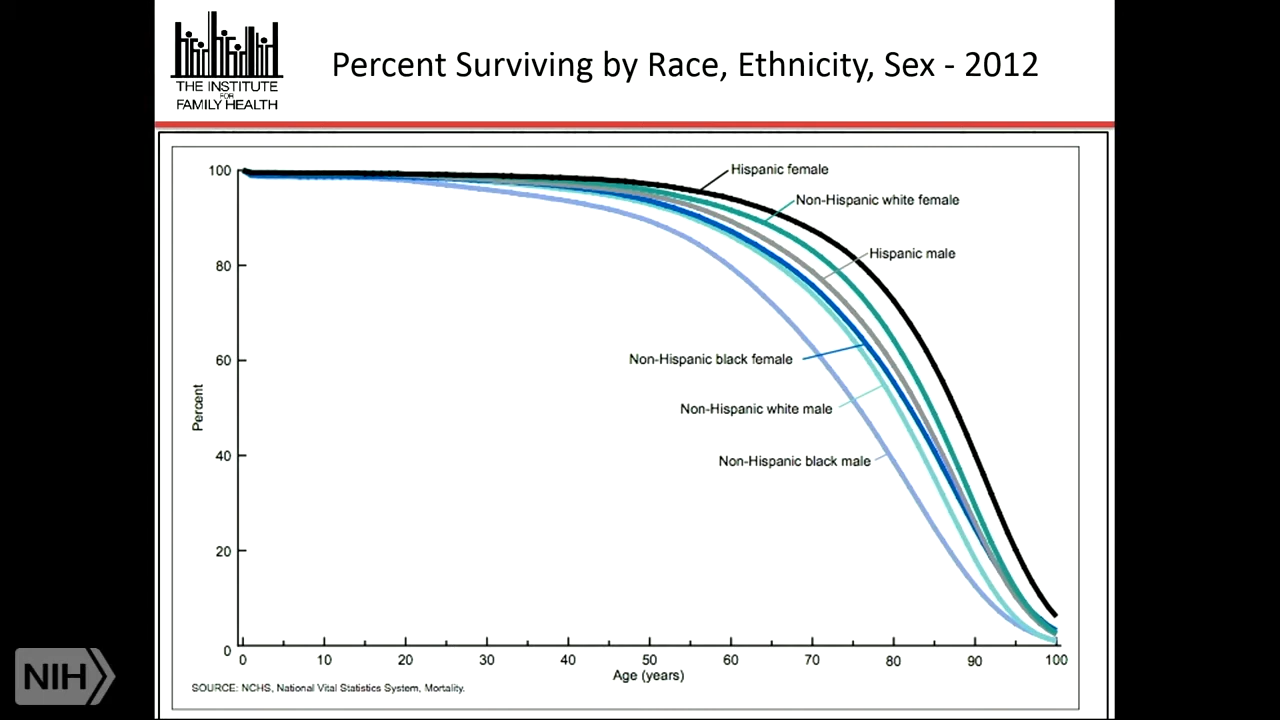 THE INSTITUTE
FOR
FAMILY HEALTH
Percent Surviving by Race, Ethnicity, Sex - 2012
100
80
60
40
20
0
Percent
Hispanic female
Non-Hispanic white female
Hispanic male
Non-Hispanic black female
Non-Hispanic white male
Non-Hispanic black male
0 10 20 30 40 50 60 70 80 90 100
Age (years)
SOURCE: NCHS, National Vital Statistics System, Mortality.
NIH